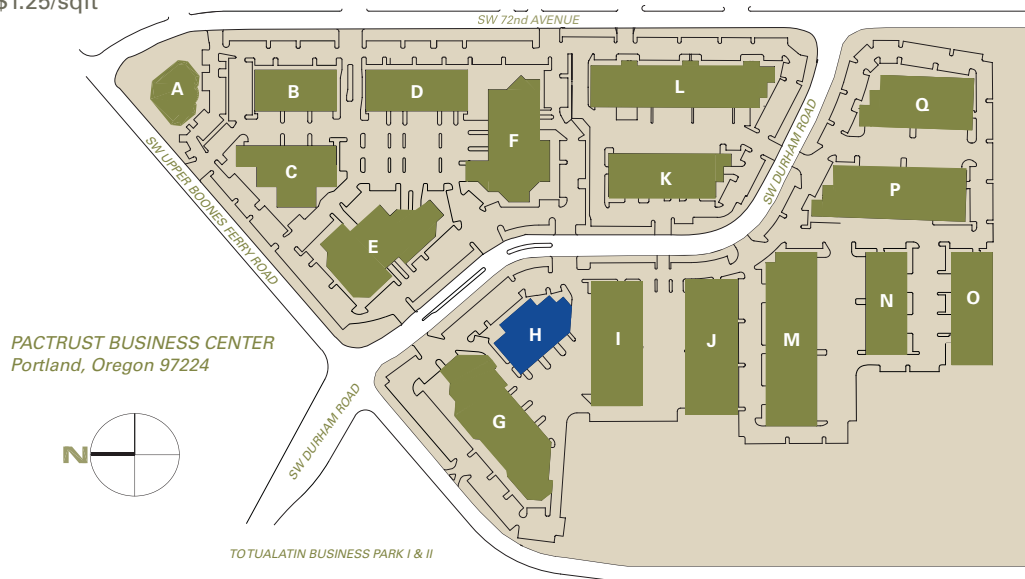 $1.25/sqft
SW 72nd AVENUE
A
B
D
L
Q
F
C
K
P
SW UPPER BOONES FERRY ROAD
SW DURHAM ROAD
E
N
O
H
I
J
M
PACTRUST BUSINESS CENTER
Portland, Oregon 97224
G
N
SW DURHAM ROAD
TO TUALATIN BUSINESS PARK I & II